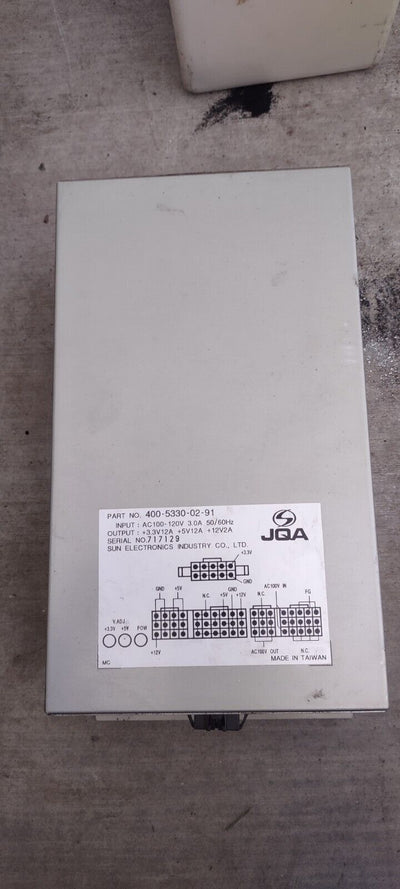 PART NO. 400-5330-02-91
INPUT : AC100-120V 3.0A 50/60Hz
OUTPUT : +3.3V12A +5V12A +12V2A
SERIAL NO.717129
SUN ELECTRONICS INDUSTRY CO., LTD.
JQA
+3.3V
GND
GND +5V N.C. +5V GND +12V N.C. AC100V IN FG
V.ADJ
+3.3V +5V POW
+12V AC100V OUT N.C.
MC MADE IN TAIWAN